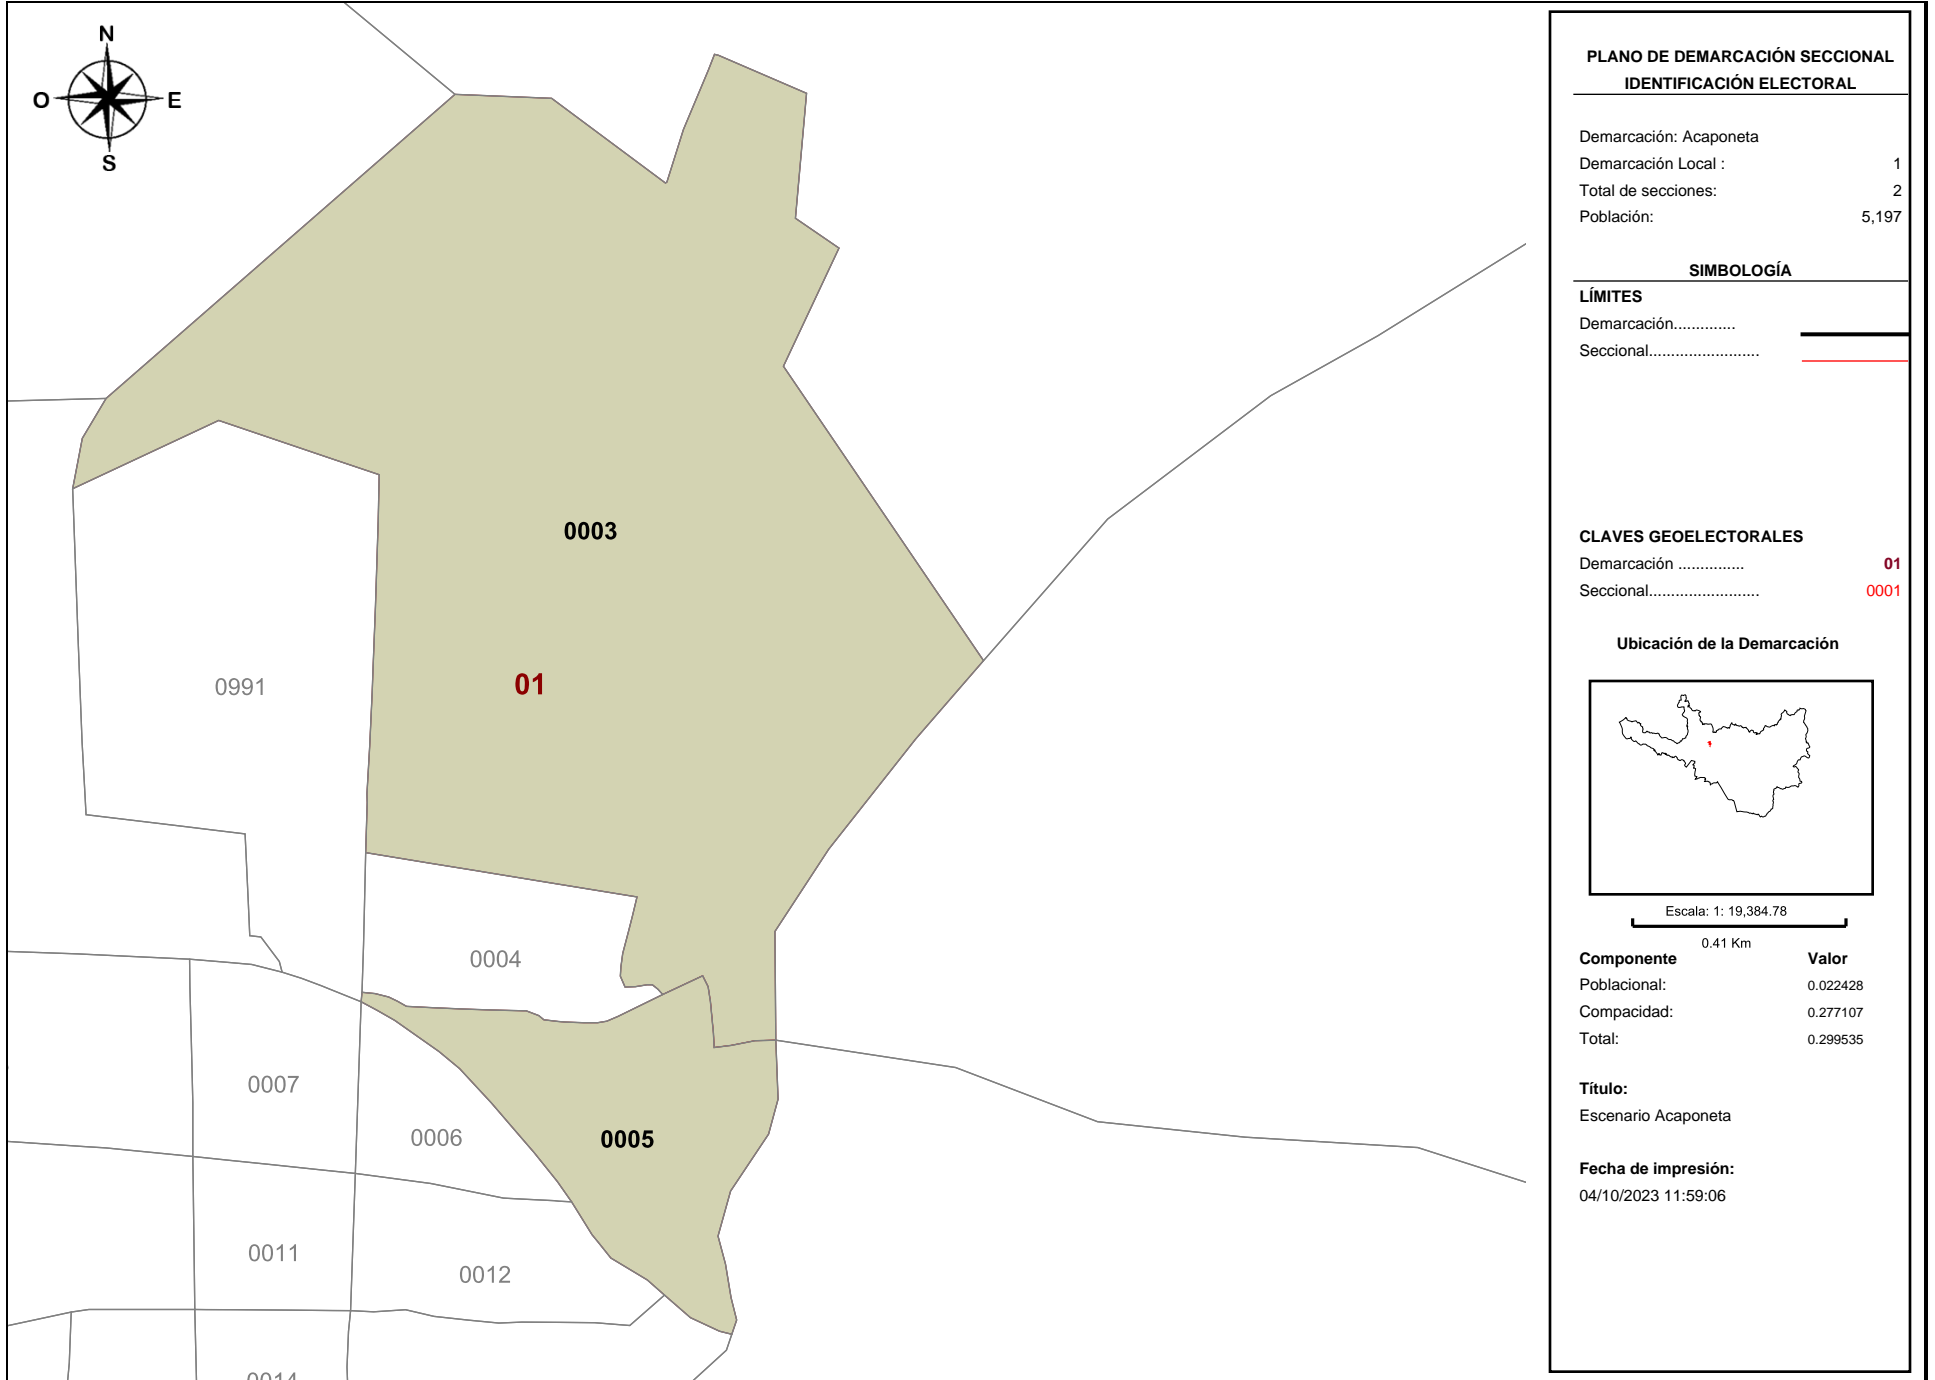 N
O E
S
0003
0991
01
0004
0007
0006
0005
0011
0012
0014
PLANO DE DEMARCACIÓN SECCIONAL
IDENTIFICACIÓN ELECTORAL
Demarcación: Acaponeta
Demarcación Local : 1
Total de secciones: 2
Población: 5,197
SIMBOLOGÍA
LÍMITES
Demarcación..............
Seccional.........................
CLAVES GEOELECTORALES
Demarcación ............... 01
Seccional......................... 0001
Ubicación de la Demarcación
Escala: 1: 19,384.78
0.41 Km
Componente Valor
Poblacional: 0.022428
Compacidad: 0.277107
Total: 0.299535
Título:
Escenario Acaponeta
Fecha de impresión:
04/10/2023 11:59:06